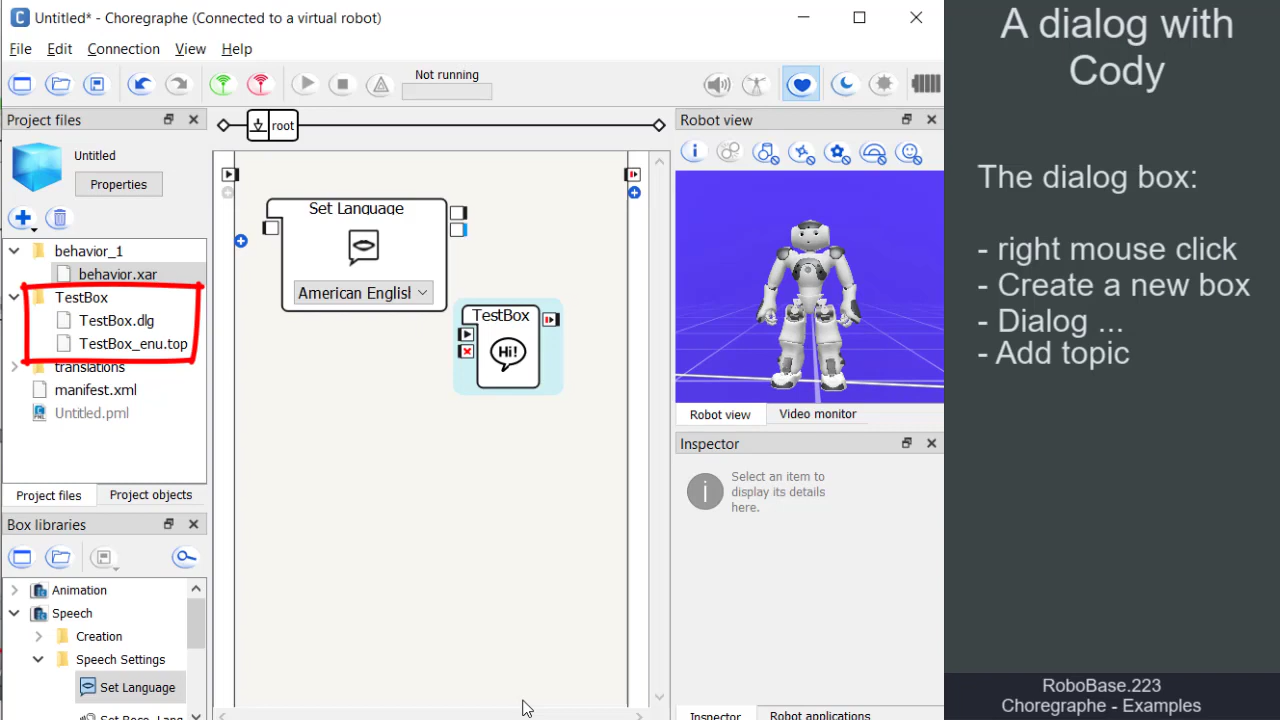 Untitled* - Choregraphe (Connected to a virtual robot)
File Edit Connection View Help
Not running
Project files
Untitled
Properties
behavior_1
behavior.xar
TestBox
TestBox.dlg
TestBox_enu.top
translations
manifest.xml
Untitled.pml
Project files Project objects
Box libraries
Animation
Speech
Creation
Speech Settings
Set Language
Set Reco. Lang
root
Set Language
American Englisl
TestBox
Hi!
Robot view
Robot view Video monitor
Inspector
Select an item to
display its details
here.
Inspector Robot applications
A dialog with
Cody
The dialog box:
- right mouse click
- Create a new box
- Dialog ...
- Add topic
RoboBase.223
Choregraphe - Examples